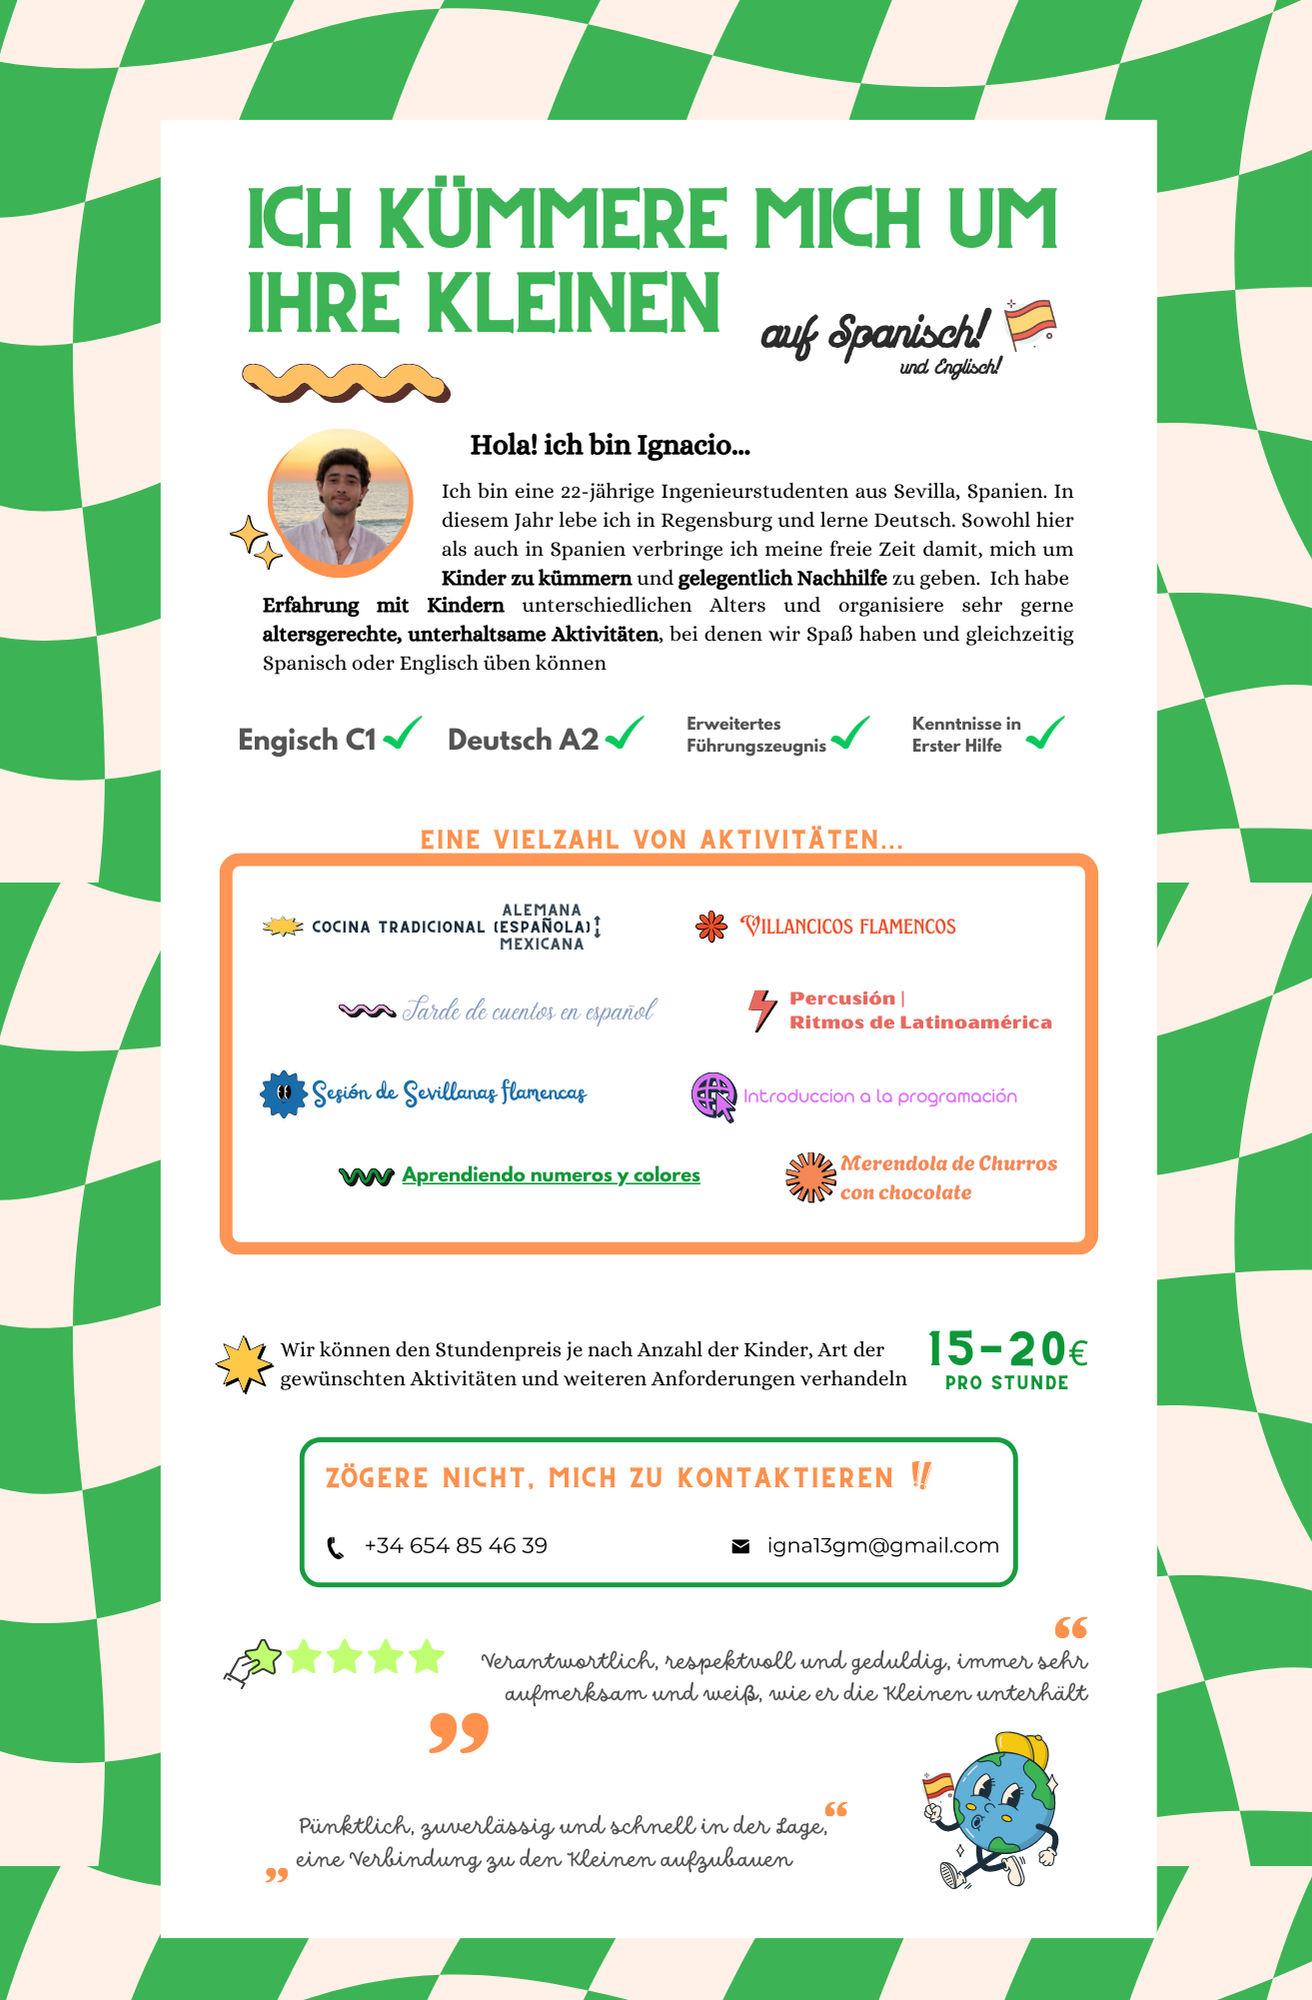 ICH KÜMMERE MICH UM
IHRE KLEINEN
auf Spanisch!
und Englisch!
Hola! ich bin Ignacio...
Ich bin eine 22-jährige Ingenieurstudenten aus Sevilla, Spanien. In
diesem Jahr lebe ich in Regensburg und lerne Deutsch. Sowohl hier
als auch in Spanien verbringe ich meine freie Zeit damit, mich um
Kinder zu kümmern und gelegentlich Nachhilfe zu geben. Ich habe
Erfahrung mit Kindern unterschiedlichen Alters und organisiere sehr gerne
altersgerechte, unterhaltsame Aktivitäten, bei denen wir Spaß haben und gleichzeitig
Spanisch oder Englisch üben können
Engisch C1
Deutsch A2
Erweitertes
Führungszeugnis
Kenntnisse in
Erster Hilfe
EINE VIELZAHL VON AKTIVITÄTEN...
ALEMANA
COCINA TRADICIONAL (ESPAÑOLA)
MEXICANA
VILLANCICOS FLAMENCOS
Tarde de cuentos en español
Percusión |
Ritmos de Latinoamérica
Sesión de Sevillanas flamencas
Introduccion a la programación
Aprendiendo numeros y colores
Merendola de Churros
con chocolate
Wir können den Stundenpreis je nach Anzahl der Kinder, Art der
gewünschten Aktivitäten und weiteren Anforderungen verhandeln
15-20€
PRO STUNDE
ZÖGERE NICHT, MICH ZU KONTAKTIEREN !!
+34 654 85 46 39
igna13gm@gmail.com
“
Verantwortlich, respektvoll und geduldig, immer sehr
aufmerksam und weiß, wie er die Kleinen unterhält
”
“
Pünktlich, zuverlässig und schnell in der Lage,
eine Verbindung zu den Kleinen aufzubauen
”